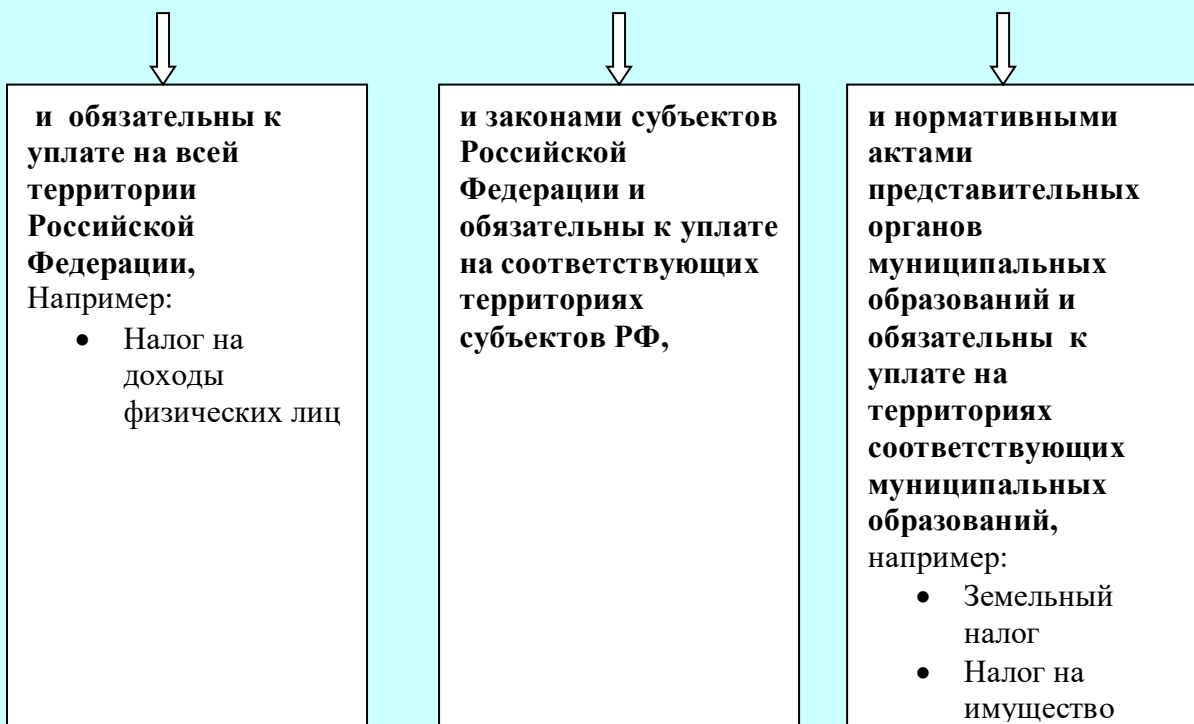 и обязательны к
уплате на всей
территории
Российской
Федерации,
Например:
• Налог на
доходы
физических лиц
и законами субъектов
Российской
Федерации и
обязательны к уплате
на соответствующих
территориях
субъектов РФ,
и нормативными
актами
представительных
органов
муниципальных
образований и
обязательны к
уплате на
территориях
соответствующих
муниципальных
образований,
например:
• Земельный
налог
• Налог на
имущество